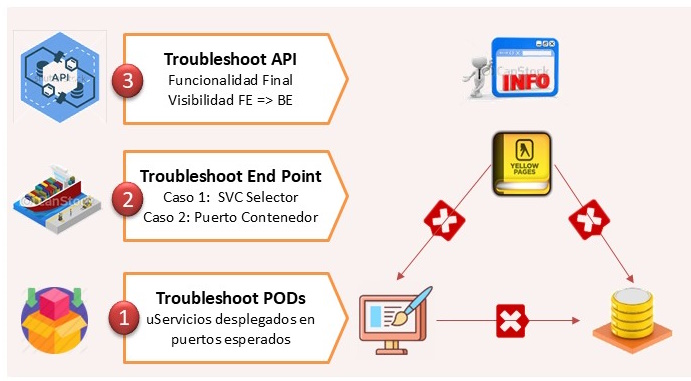 3
Troubleshoot API
Funcionalidad Final
Visibilidad FE => BE
API
INFO
CanStock
YELLOW
PAGES
2
Troubleshoot End Point
Caso 1:  SVC Selector
Caso 2: Puerto Contenedor
CanStock
1
Troubleshoot PODs
uServicios desplegados en
puertos esperados